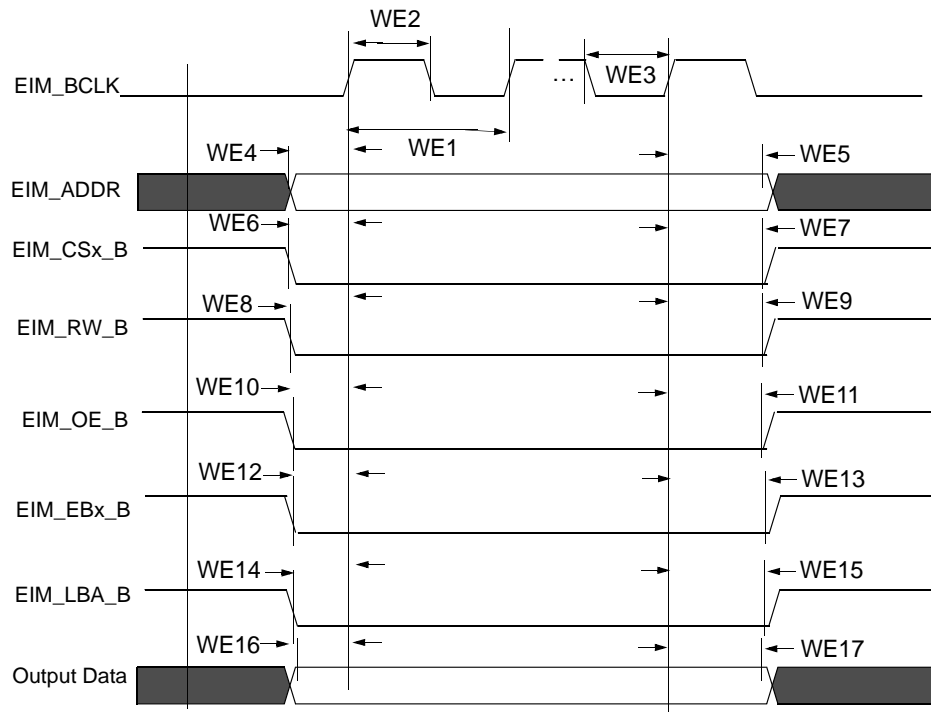 WE2
EIM_BCLK
...
WE3
WE4
WE1
WE5
EIM_ADDR
WE6
WE7
EIM_CSx_B
WE8
WE9
EIM_RW_B
WE10
WE11
EIM_OE_B
WE12
WE13
EIM_EBx_B
WE14
WE15
EIM_LBA_B
WE16
WE17
Output Data